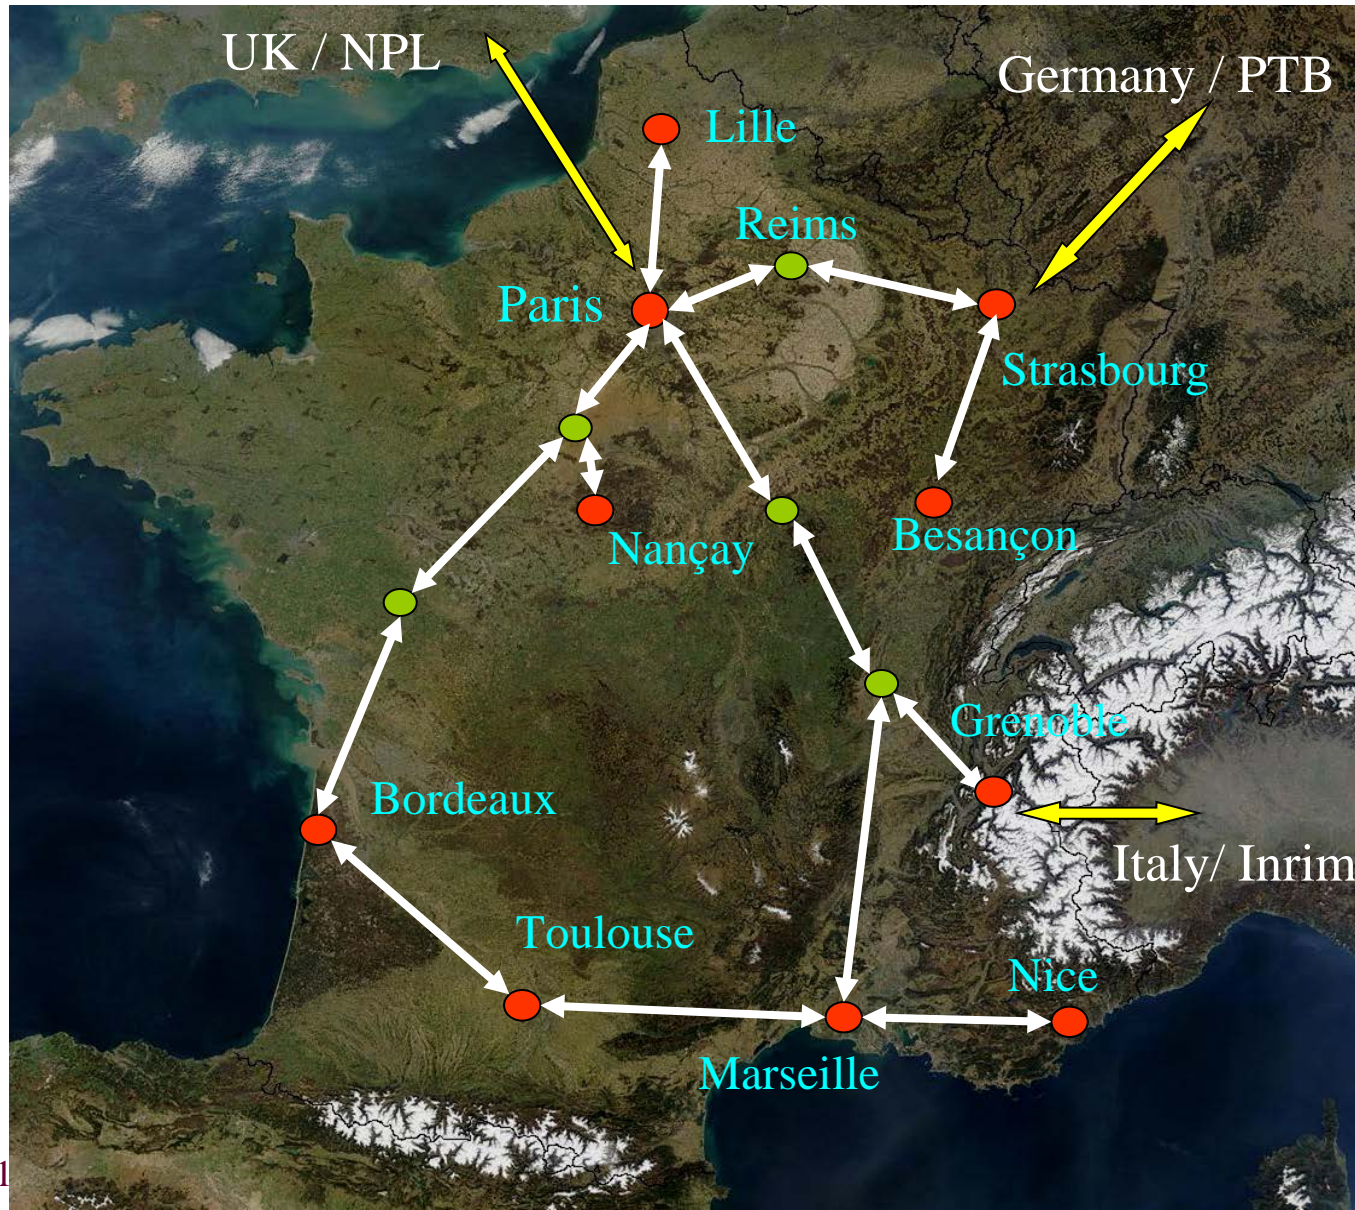 UK / NPL
Germany / PTB
Lille
Reims
Paris
Strasbourg
Nançay
Besançon
Grenoble
Bordeaux
Italy/ Inrim
Toulouse
Nice
Marseille
l